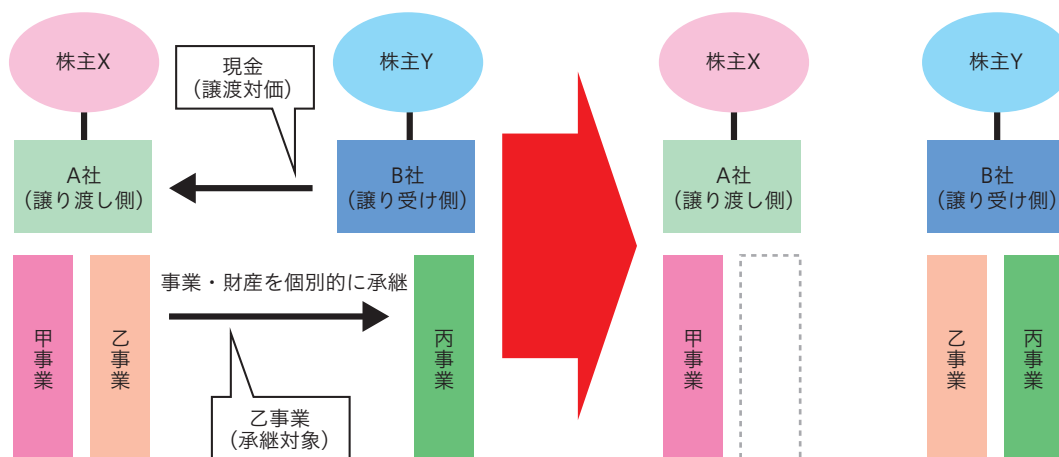 株主X
現金
（譲渡対価）
株主Y
A社
（譲り渡し側）
B社
（譲り受け側）
事業・財産を個別的に承継
甲事業
乙事業
丙事業
乙事業
（承継対象）
株主X
株主Y
A社
（譲り渡し側）
B社
（譲り受け側）
甲事業
乙事業
丙事業